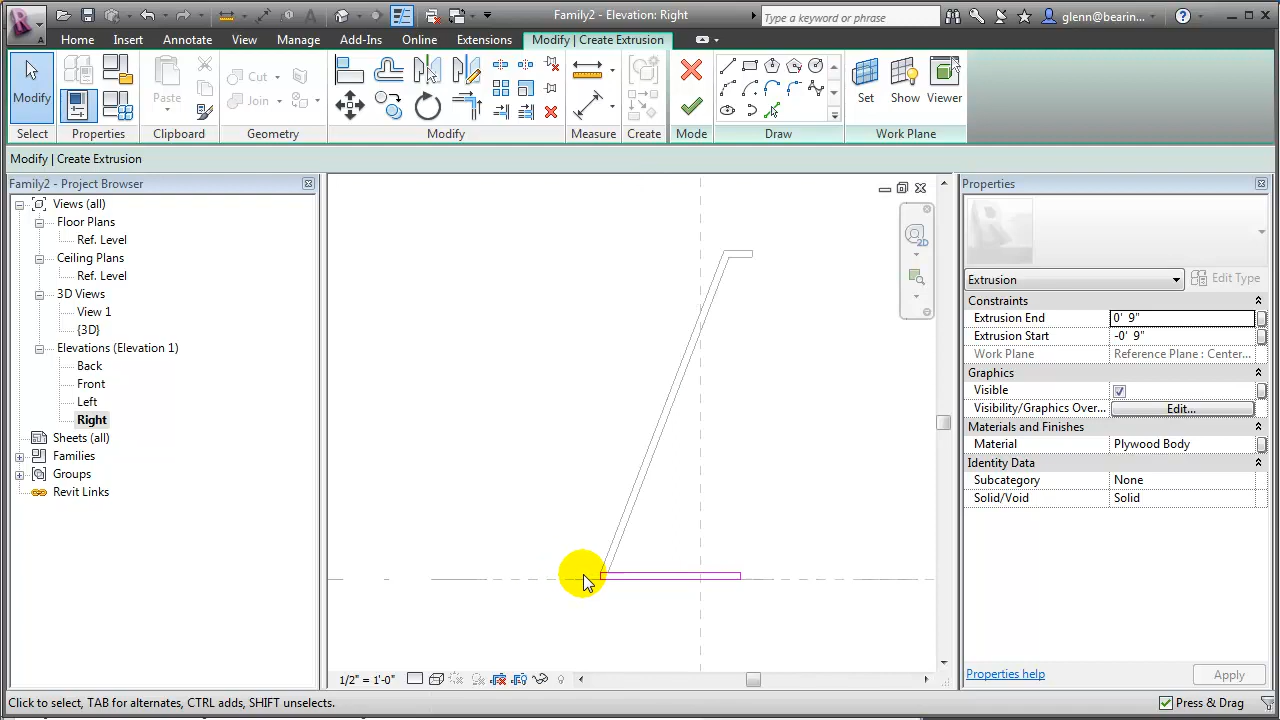 Family2 - Elevation: Right
Type a keyword or phrase
glenn@bearin...
Home Insert Annotate View Manage Add-Ins Online Extensions Modify | Create Extrusion
Modify
Paste
Cut
Join
Set
Show
Viewer
Select Properties Clipboard Geometry Modify Measure Create Mode Draw Work Plane
Modify | Create Extrusion
Family2 - Project Browser
Views (all)
Floor Plans
Ref. Level
Ceiling Plans
Ref. Level
3D Views
View 1
{3D}
Elevations (Elevation 1)
Back
Front
Left
Right
Sheets (all)
Families
Groups
Revit Links
2D
Properties
Extrusion
Edit Type
Constraints
Extrusion End 0' 9"
Extrusion Start -0' 9"
Work Plane Reference Plane : Center...
Graphics
Visible
Visibility/Graphics Over... Edit...
Materials and Finishes
Material Plywood Body
Identity Data
Subcategory None
Solid/Void Solid
Properties help
Apply
1/2" = 1'-0"
Click to select, TAB for alternates, CTRL adds, SHIFT unselects.
Press & Drag